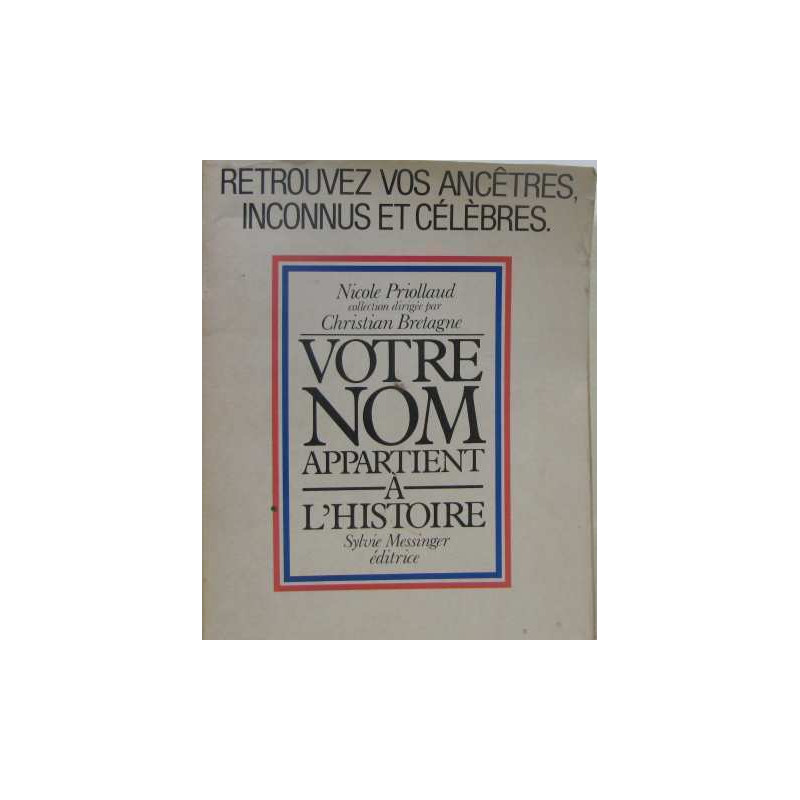 RETROUVEZ VOS ANCÊTRES,
INCONNUS ET CÉLÈBRES.
Nicole Priollaud
collection dirigée par
Christian Bretagne
VOTRE
NOM
APPARTIENT
À
L'HISTOIRE
Sylvie Messinger
éditrice